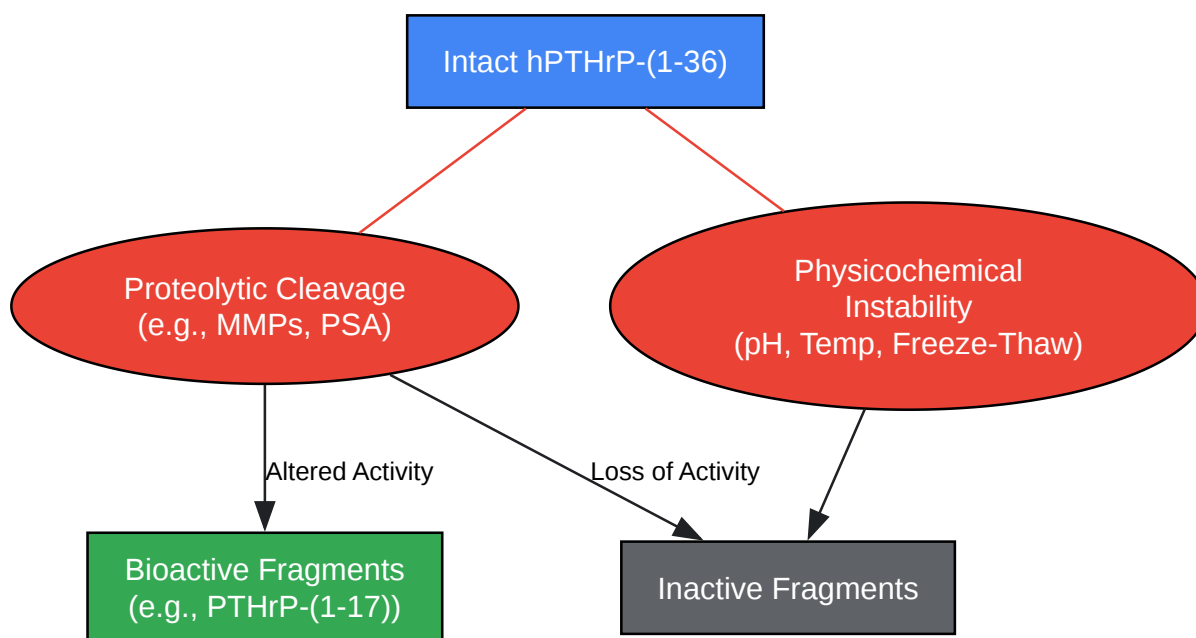 Intact hPTHrP-(1-36)
Proteolytic Cleavage
(e.g., MMPs, PSA)
Physicochemical
Instability
(pH, Temp, Freeze-Thaw)
Altered Activity
Loss of Activity
Bioactive Fragments
(e.g., PTHrP-(1-17))
Inactive Fragments